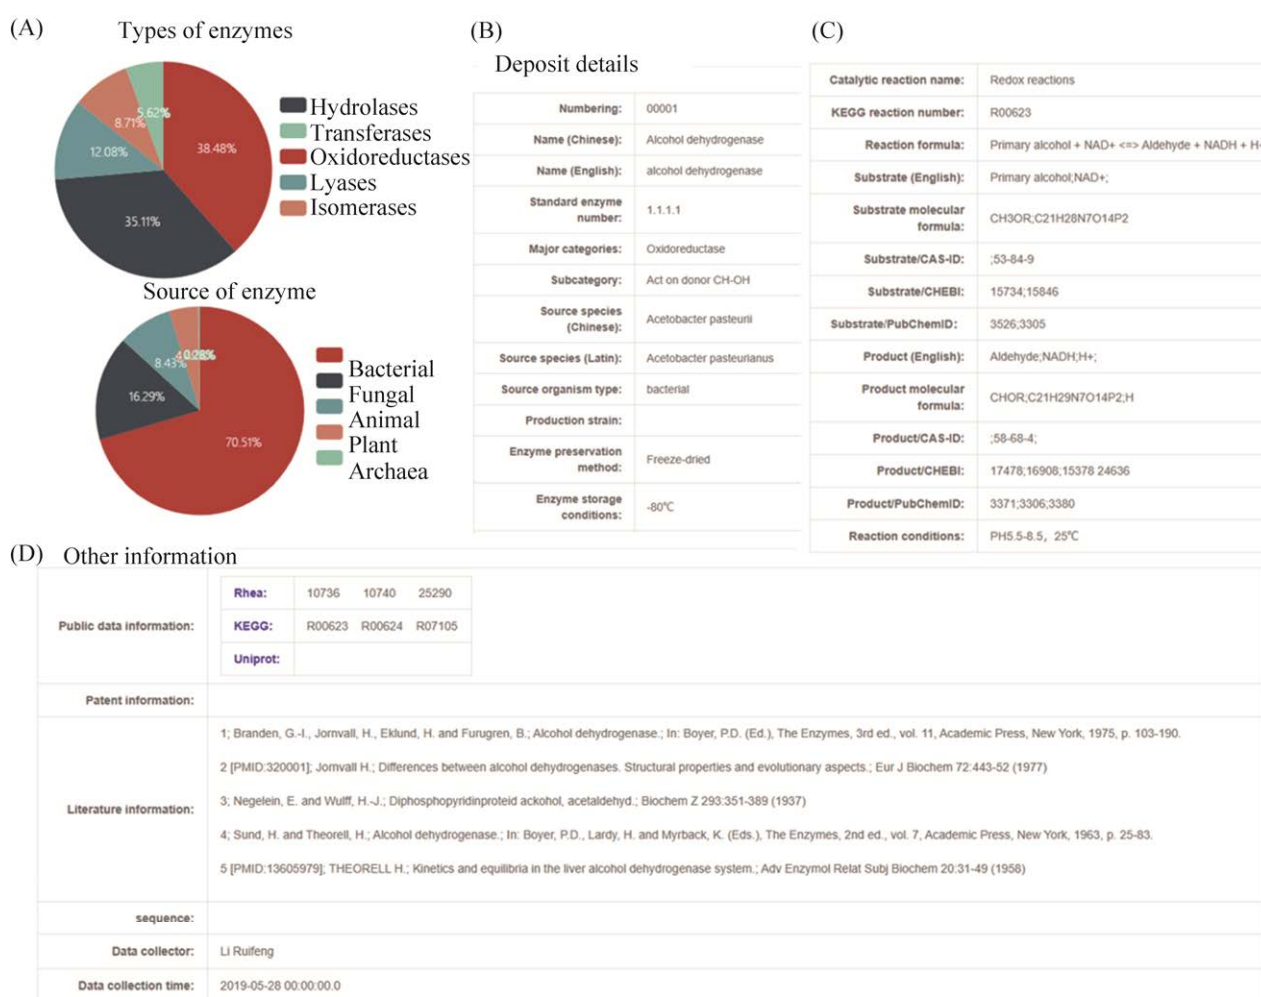 (A)
Types of enzymes
5.62%
8.71%
38.48%
12.08%
35.11%
Hydrolases
Transferases
Oxidoreductases
Lyases
Isomerases
Source of enzyme
0.28%
8.43%
16.29%
70.51%
Bacterial
Fungal
Animal
Plant
Archaea
(B)
Deposit details
Numbering: 00001
Name (Chinese): Alcohol dehydrogenase
Name (English): alcohol dehydrogenase
Standard enzyme
number: 1.1.1.1
Major categories: Oxidoreductase
Subcategory: Act on donor CH-OH
Source species
(Chinese): Acetobacter pasteurii
Source species (Latin): Acetobacter pasteurianus
Source organism type: bacterial
Production strain:
Enzyme preservation
method: Freeze-dried
Enzyme storage
conditions: -80℃
(C)
Catalytic reaction name: Redox reactions
KEGG reaction number: R00623
Reaction formula: Primary alcohol + NAD+ <=> Aldehyde + NADH + H+
Substrate (English): Primary alcohol;NAD+;
Substrate molecular
formula: CH3OR;C21H28N7O14P2
Substrate/CAS-ID: ;53-84-9
Substrate/CHEBI: 15734;15846
Substrate/PubChemID: 3526;3305
Product (English): Aldehyde;NADH;H+;
Product molecular
formula: CHOR;C21H29N7O14P2;H
Product/CAS-ID: ;58-68-4;
Product/CHEBI: 17478;16908;15378 24636
Product/PubChemID: 3371;3306;3380
Reaction conditions: PH5.5-8.5, 25℃
(D) Other information
Public data information:
Rhea: 10736 10740 25290
KEGG: R00623 R00624 R07105
Uniprot:
Patent information:
Literature information:
1; Branden, G.-I., Jornvall, H., Eklund, H. and Furugren, B.; Alcohol dehydrogenase.; In: Boyer, P.D. (Ed.), The Enzymes, 3rd ed., vol. 11, Academic Press, New York, 1975, p. 103-190.
2 [PMID:320001]; Jornvall H.; Differences between alcohol dehydrogenases. Structural properties and evolutionary aspects.; Eur J Biochem 72:443-52 (1977)
3; Negelein, E. and Wulff, H.-J.; Diphosphopyridinproteid ackohol, acetaldehyd.; Biochem Z 293:351-389 (1937)
4; Sund, H. and Theorell, H.; Alcohol dehydrogenase.; In: Boyer, P.D., Lardy, H. and Myrback, K. (Eds.), The Enzymes, 2nd ed., vol. 7, Academic Press, New York, 1963, p. 25-83.
5 [PMID:13605979]; THEORELL H.; Kinetics and equilibria in the liver alcohol dehydrogenase system.; Adv Enzymol Relat Subj Biochem 20:31-49 (1958)
sequence:
Data collector: Li Ruifeng
Data collection time: 2019-05-28 00:00:00.0